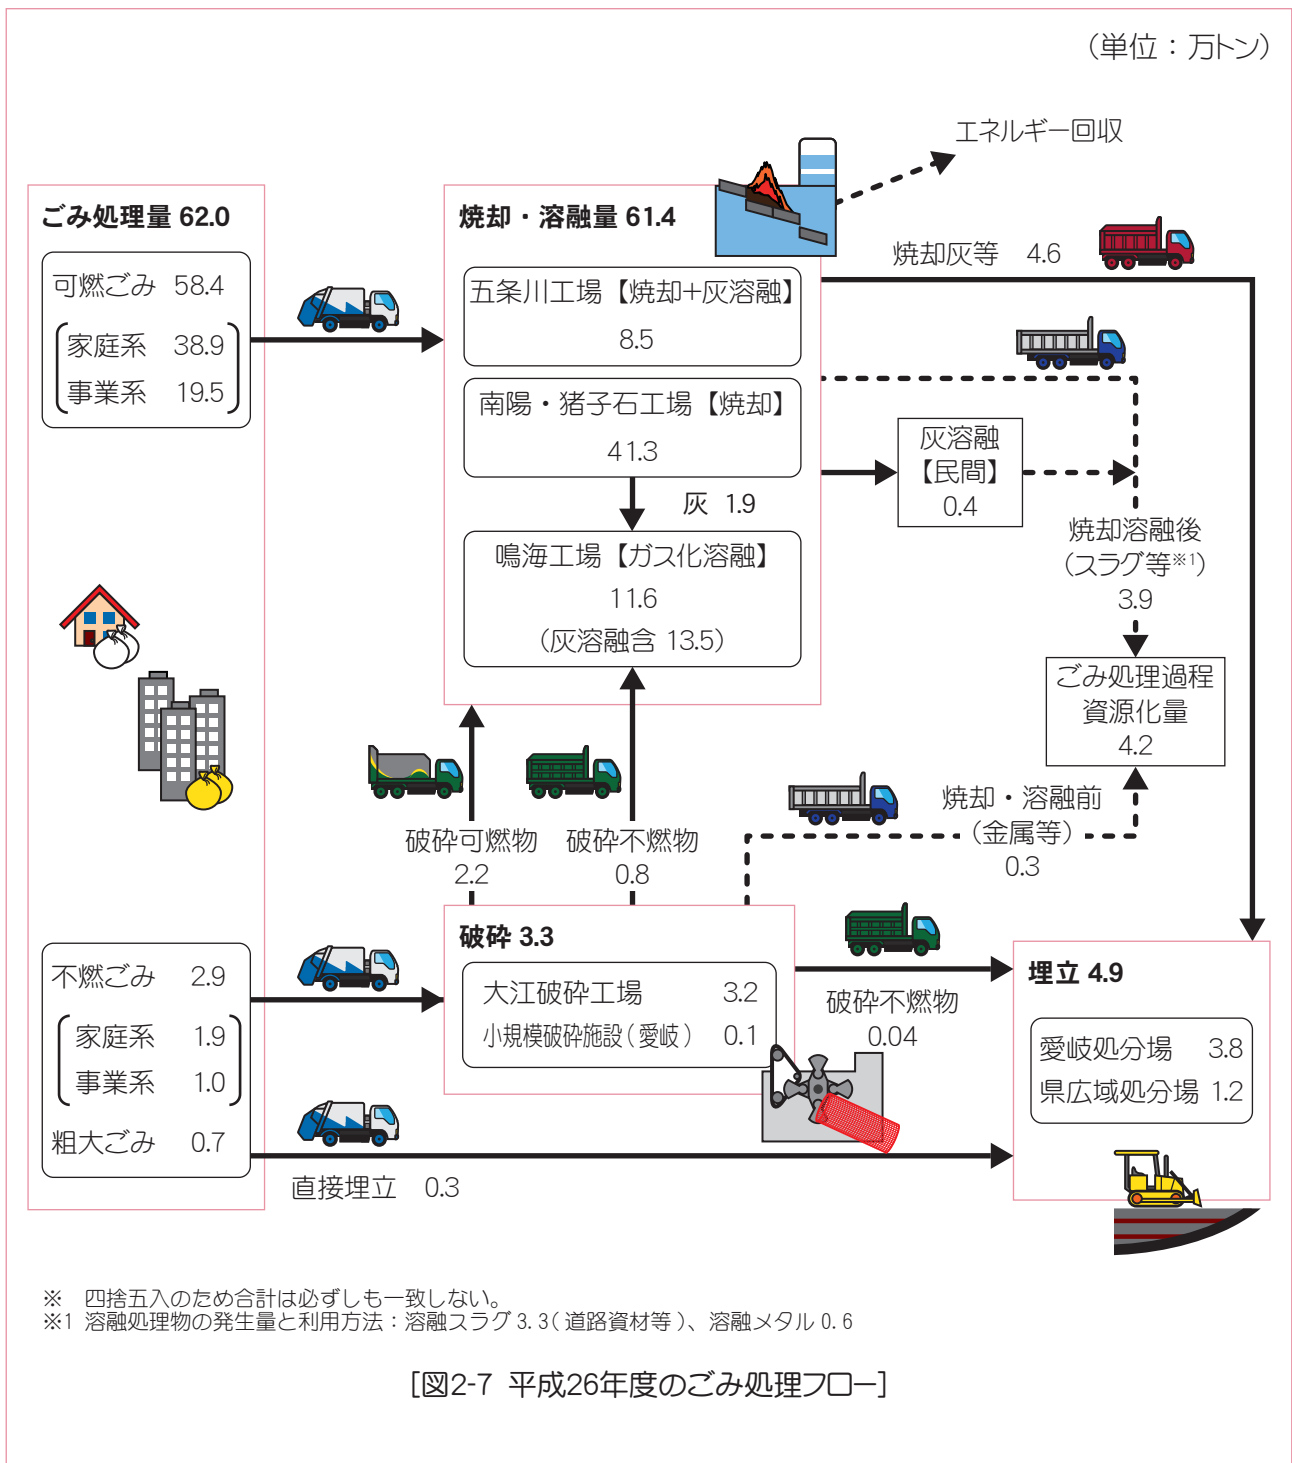 (単位：万トン)
エネルギー回収
ごみ処理量 62.0
可燃ごみ 58.4
家庭系 38.9
事業系 19.5
焼却・溶融量 61.4
五条川工場【焼却+灰溶融】
8.5
南陽・猪子石工場【焼却】
41.3
灰 1.9
鳴海工場【ガス化溶融】
11.6
(灰溶融含 13.5)
焼却灰等 4.6
灰溶融
【民間】
0.4
焼却溶融後
(スラグ等※1)
3.9
ごみ処理過程
資源化量
4.2
破砕可燃物
2.2
破砕不燃物
0.8
焼却・溶融前
(金属等)
0.3
不燃ごみ 2.9
家庭系 1.9
事業系 1.0
粗大ごみ 0.7
破砕 3.3
大江破砕工場 3.2
小規模破砕施設(愛岐) 0.1
破砕不燃物
0.04
直接埋立 0.3
埋立 4.9
愛岐処分場 3.8
県広域処分場 1.2
※ 四捨五入のため合計は必ずしも一致しない。
※1 溶融処理物の発生量と利用方法：溶融スラグ3.3(道路資材等)、溶融メタル0.6
[図2-7 平成26年度のごみ処理フロー]